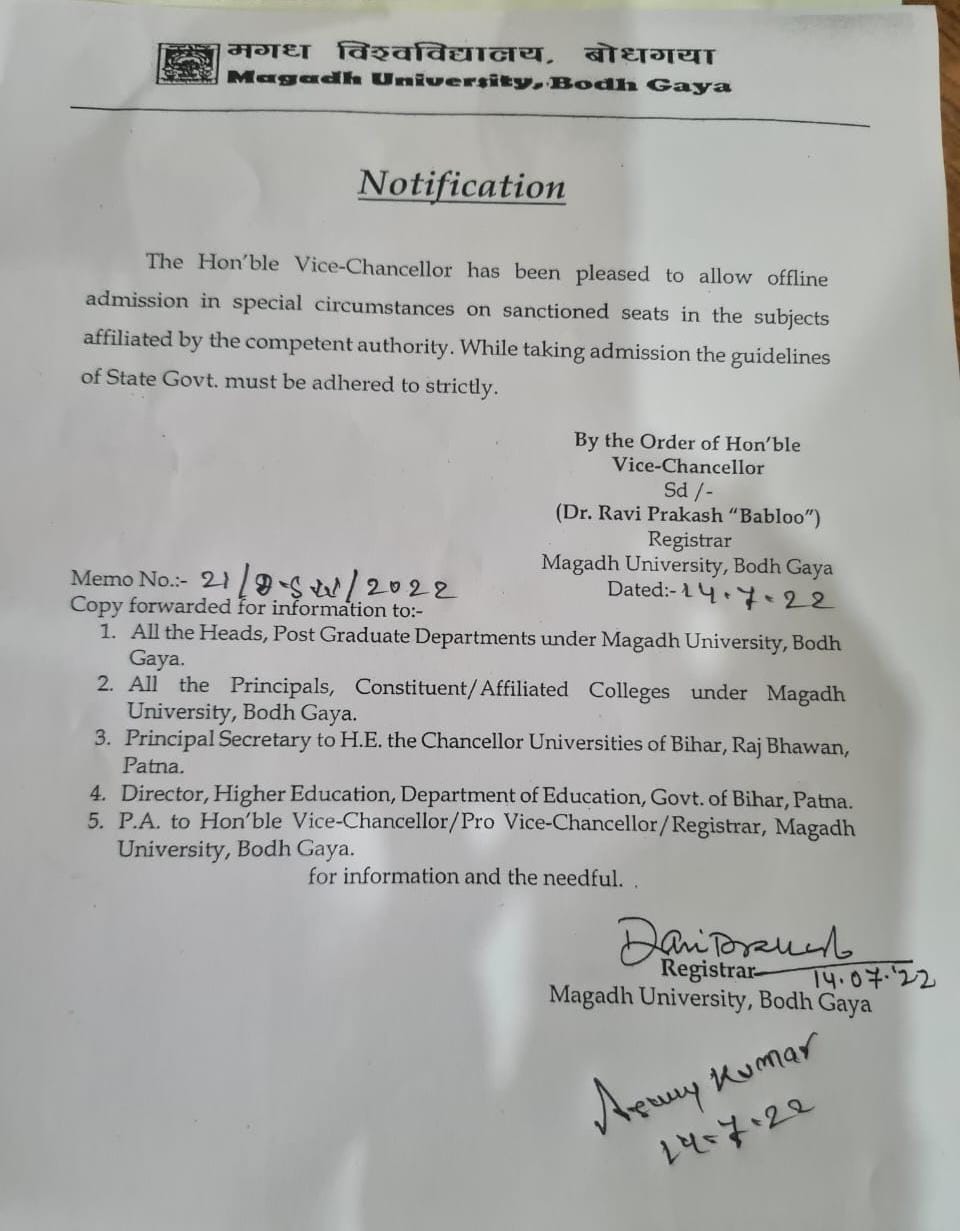 मगध विश्वविद्यालय, बोधगया
Magadh University, Bodh Gaya
Notification
The Hon'ble Vice-Chancellor has been pleased to allow offline
admission in special circumstances on sanctioned seats in the subjects
affiliated by the competent authority. While taking admission the guidelines
of State Govt. must be adhered to strictly.
By the Order of Hon'ble
Vice-Chancellor
Sd /-
(Dr. Ravi Prakash "Babloo")
Registrar
Magadh University, Bodh Gaya
Memo No.:- 21/ /2022
Dated:- 14.7.22
Copy forwarded for information to:-
1. All the Heads, Post Graduate Departments under Magadh University, Bodh
Gaya.
2. All the Principals, Constituent/Affiliated Colleges under Magadh
University, Bodh Gaya.
3. Principal Secretary to H.E. the Chancellor Universities of Bihar, Raj Bhawan,
Patna.
4. Director, Higher Education, Department of Education, Govt. of Bihar, Patna.
5. P.A. to Hon'ble Vice-Chancellor/Pro Vice-Chancellor/Registrar, Magadh
University, Bodh Gaya.
for information and the needful. .
Registrar
14.07.'22
Magadh University, Bodh Gaya
Kumar
14-7-22